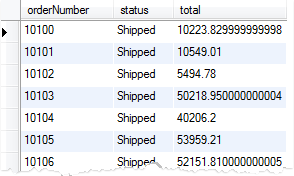 orderNumber status total
10100 Shipped 10223.829999999998
10101 Shipped 10549.01
10102 Shipped 5494.78
10103 Shipped 50218.950000000004
10104 Shipped 40206.2
10105 Shipped 53959.21
10106 Shipped 52151.810000000005